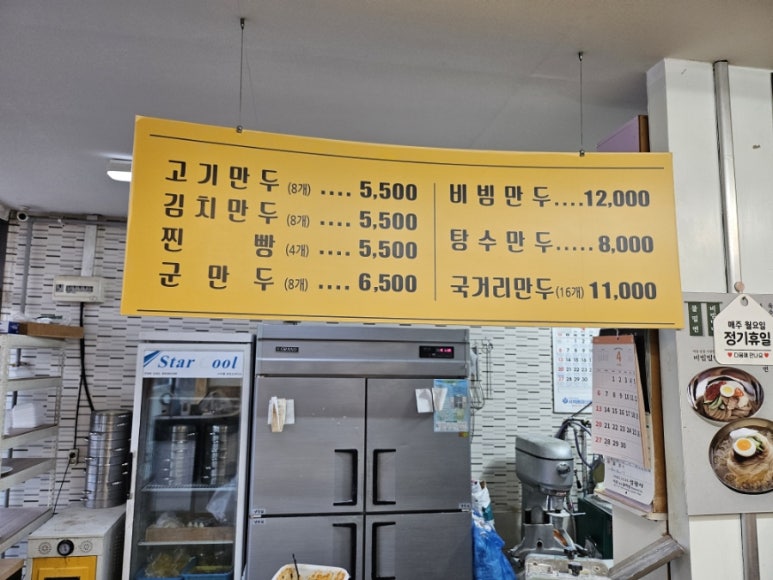 고기만두 (8개) .... 5,500
김치만두 (8개) .... 5,500
찐빵 (4개) .... 5,500
군만두 (8개) .... 6,500
비빔만두....12,000
탕수만두.....8,000
국거리만두(16개) 11,000
Star Cool
매주 월요일
정기휴일
4